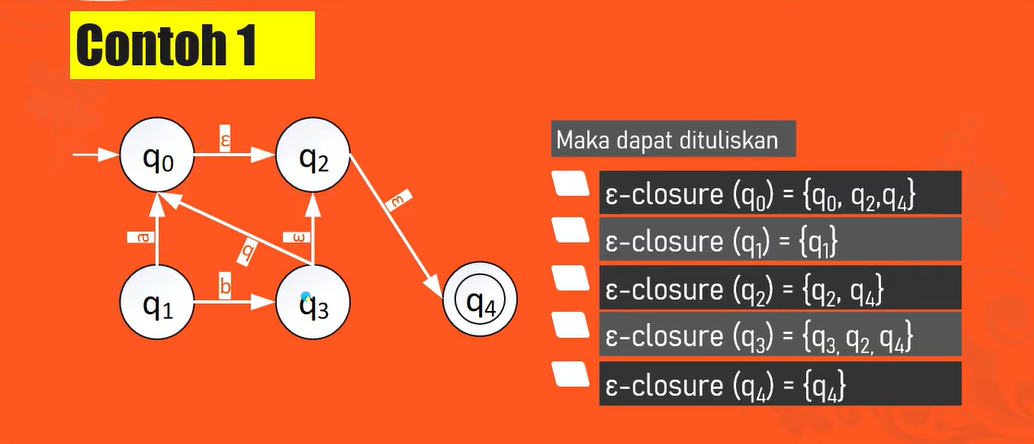 Contoh 1
q₀
ε
q₂
ε
a
b
ε
q₁
b
q₃
q₄
Maka dapat dituliskan
ε-closure (q₀) = {q₀, q₂,q₄}
ε-closure (q₁) = {q₁}
ε-closure (q₂) = {q₂, q₄}
ε-closure (q₃) = {q₃, q₂, q₄}
ε-closure (q₄) = {q₄}